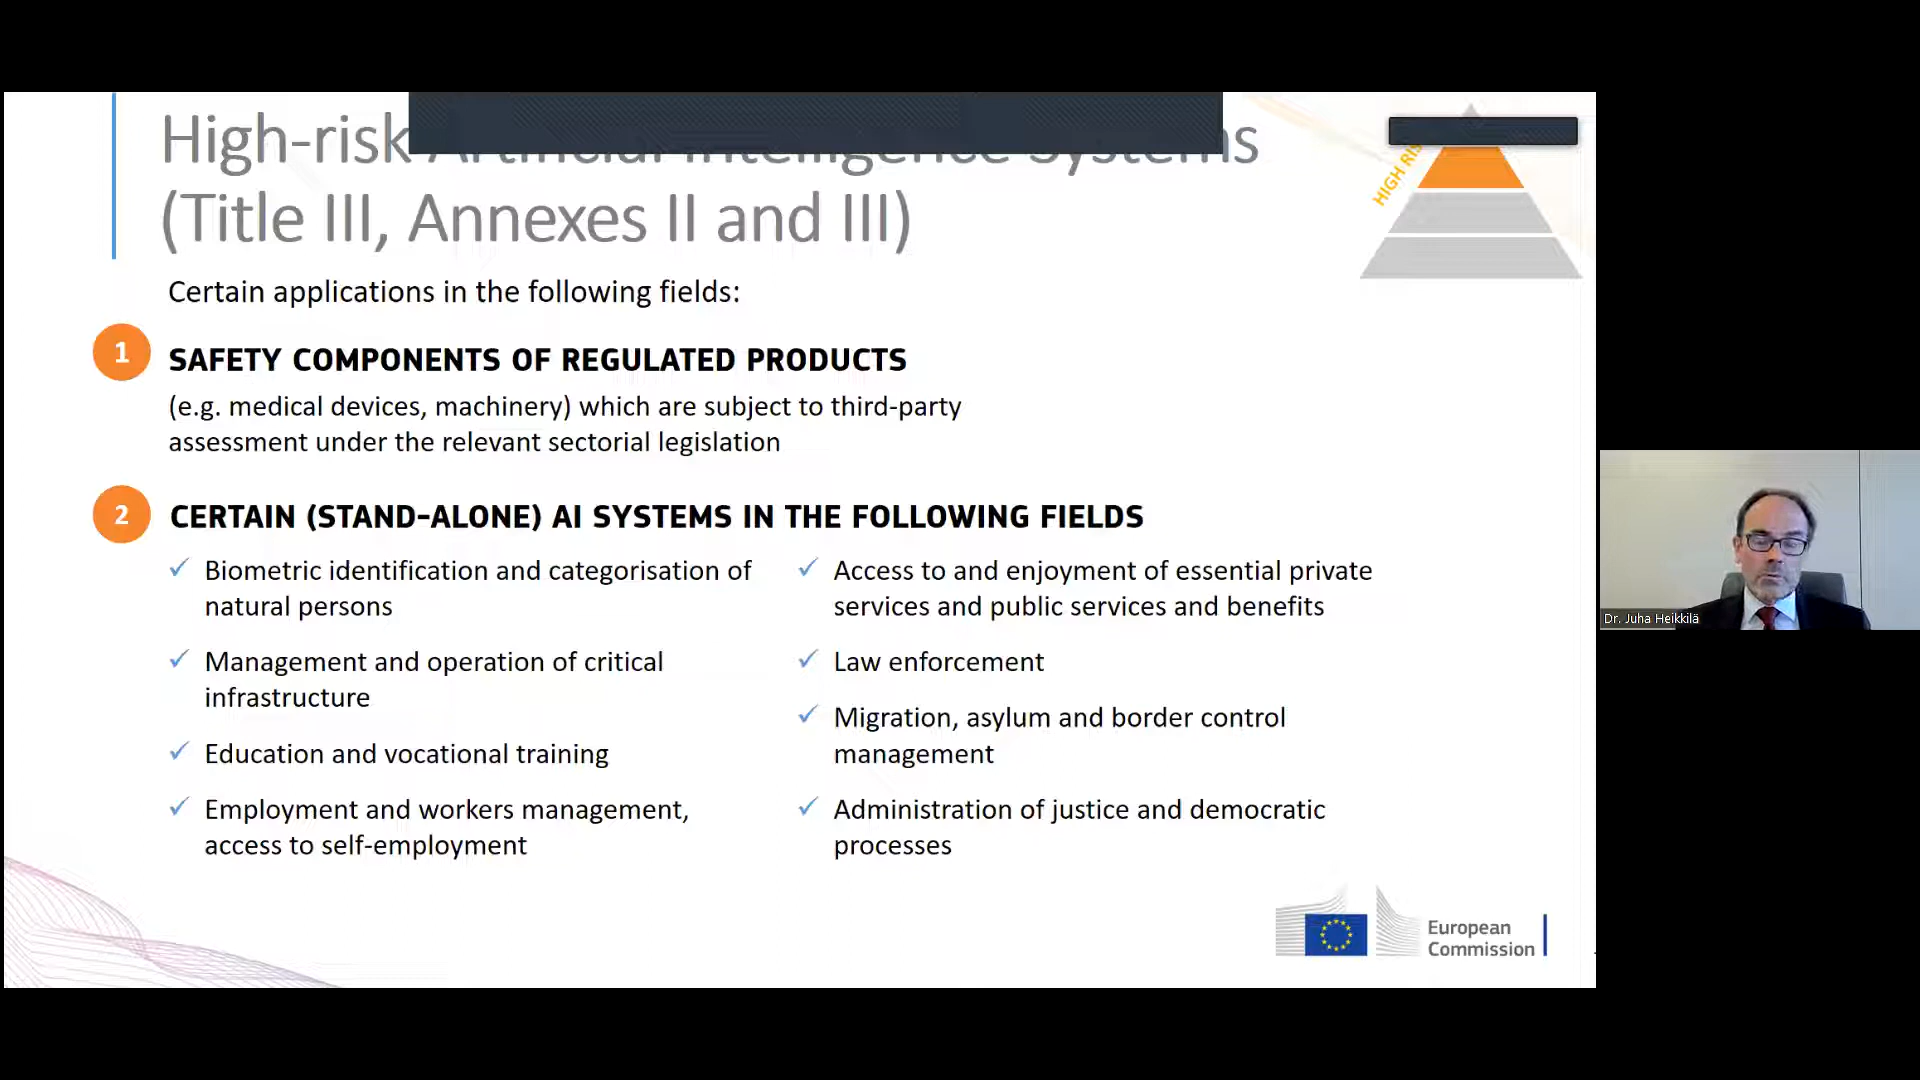 High-risk Artificial Intelligence Systems
(Title III, Annexes II and III)
HIGH RIS
Certain applications in the following fields:
1
SAFETY COMPONENTS OF REGULATED PRODUCTS
(e.g. medical devices, machinery) which are subject to third-party
assessment under the relevant sectorial legislation
2
CERTAIN (STAND-ALONE) AI SYSTEMS IN THE FOLLOWING FIELDS
✓ Biometric identification and categorisation of
natural persons
✓ Management and operation of critical
infrastructure
✓ Education and vocational training
✓ Employment and workers management,
access to self-employment
✓ Access to and enjoyment of essential private
services and public services and benefits
✓ Law enforcement
✓ Migration, asylum and border control
management
✓ Administration of justice and democratic
processes
European
Commission
Dr. Juha Heikkilä